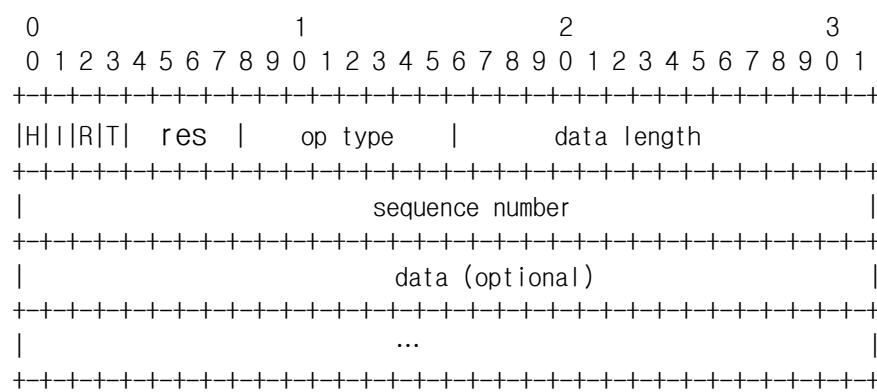 0 1 2 3
0 1 2 3 4 5 6 7 8 9 0 1 2 3 4 5 6 7 8 9 0 1 2 3 4 5 6 7 8 9 0 1
+-+-+-+-+-+-+-+-+-+-+-+-+-+-+-+-+-+-+-+-+-+-+-+-+-+-+-+-+-+-+-+-+
|H|I|R|T| res | op type | data length
+-+-+-+-+-+-+-+-+-+-+-+-+-+-+-+-+-+-+-+-+-+-+-+-+-+-+-+-+-+-+-+-+
| sequence number |
+-+-+-+-+-+-+-+-+-+-+-+-+-+-+-+-+-+-+-+-+-+-+-+-+-+-+-+-+-+-+-+-+
| data (optional) |
+-+-+-+-+-+-+-+-+-+-+-+-+-+-+-+-+-+-+-+-+-+-+-+-+-+-+-+-+-+-+-+-+
| … |
+-+-+-+-+-+-+-+-+-+-+-+-+-+-+-+-+-+-+-+-+-+-+-+-+-+-+-+-+-+-+-+-+